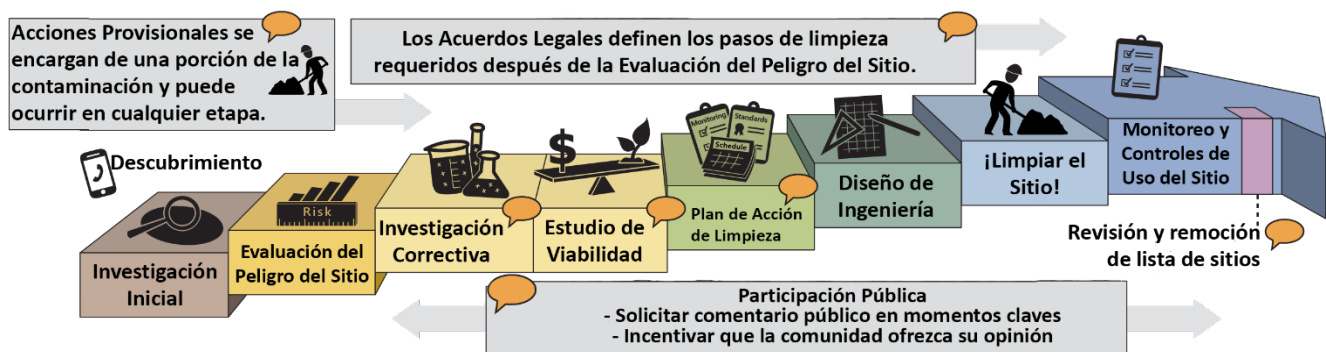 Acciones Provisionales se
encargan de una porción de la
contaminación y puede
ocurrir en cualquier etapa.
Los Acuerdos Legales definen los pasos de limpieza
requeridos después de la Evaluación del Peligro del Sitio.
Descubrimiento
Investigación
Inicial
Risk
Evaluación del
Peligro del Sitio
Investigación
Correctiva
$
Estudio de
Viabilidad
Monitoring
Standards
Schedule
Plan de Acción
de Limpieza
Diseño de
Ingeniería
¡Limpiar el
Sitio!
Monitoreo y
Controles de
Uso del Sitio
Revisión y remoción
de lista de sitios
Participación Pública
- Solicitar comentario público en momentos claves
- Incentivar que la comunidad ofrezca su opinión